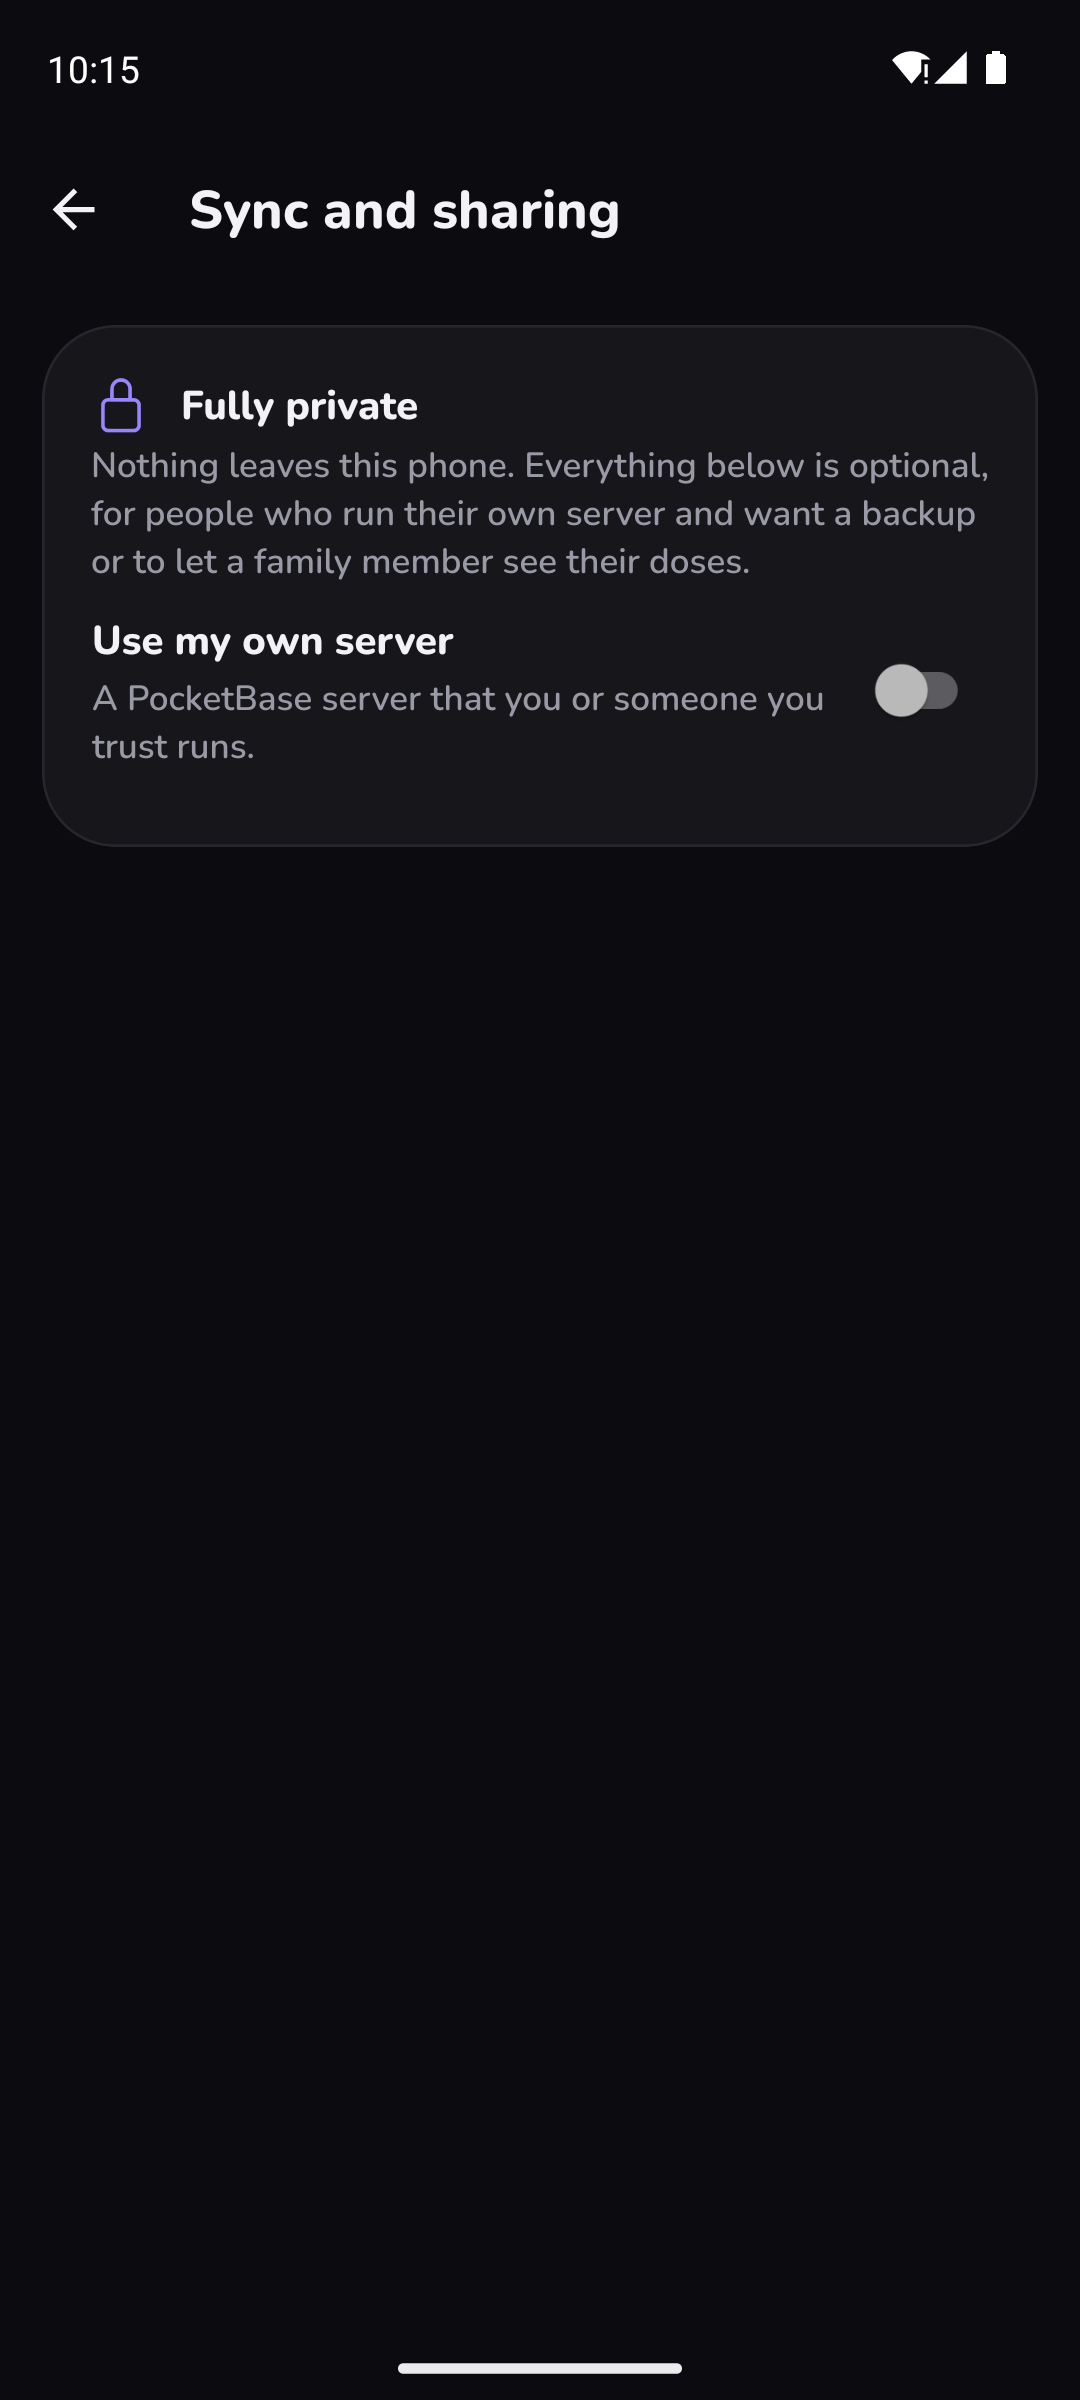 10:15
Sync and sharing
Fully private
Nothing leaves this phone. Everything below is optional,
for people who run their own server and want a backup
or to let a family member see their doses.
Use my own server
A PocketBase server that you or someone you
trust runs.